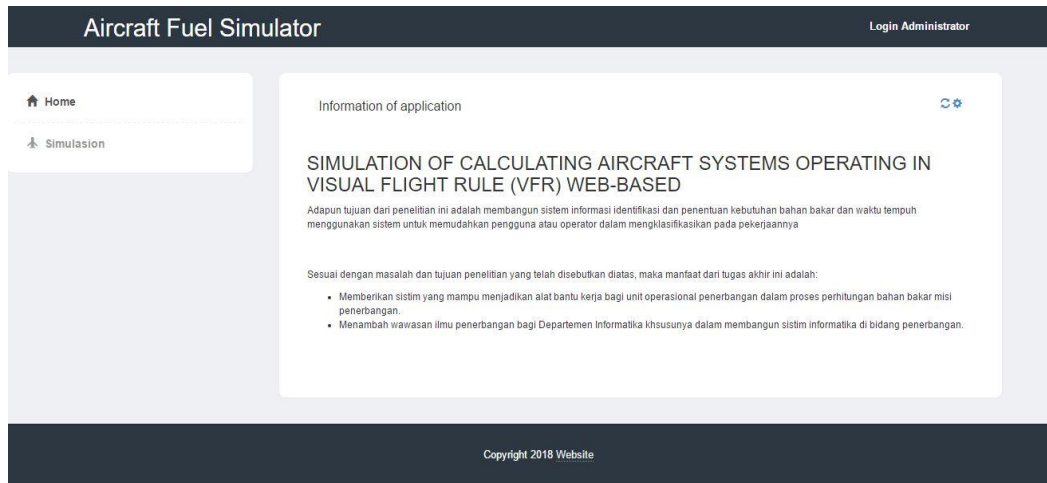 Aircraft Fuel Simulator
Login Administrator
Home
Simulasion
Information of application
SIMULATION OF CALCULATING AIRCRAFT SYSTEMS OPERATING IN
VISUAL FLIGHT RULE (VFR) WEB-BASED
Adapun tujuan dari penelitian ini adalah membangun sistem informasi identifikasi dan penentuan kebutuhan bahan bakar dan waktu tempuh
menggunakan sistem untuk memudahkan pengguna atau operator dalam mengklasifikasikan pada pekerjaannya
Sesuai dengan masalah dan tujuan penelitian yang telah disebutkan diatas, maka manfaat dari tugas akhir ini adalah:
• Memberikan sistim yang mampu menjadikan alat bantu kerja bagi unit operasional penerbangan dalam proses perhitungan bahan bakar misi
penerbangan.
• Menambah wawasan ilmu penerbangan bagi Departemen Informatika khsusunya dalam membangun sistim informatika di bidang penerbangan.
Copyright 2018 Website